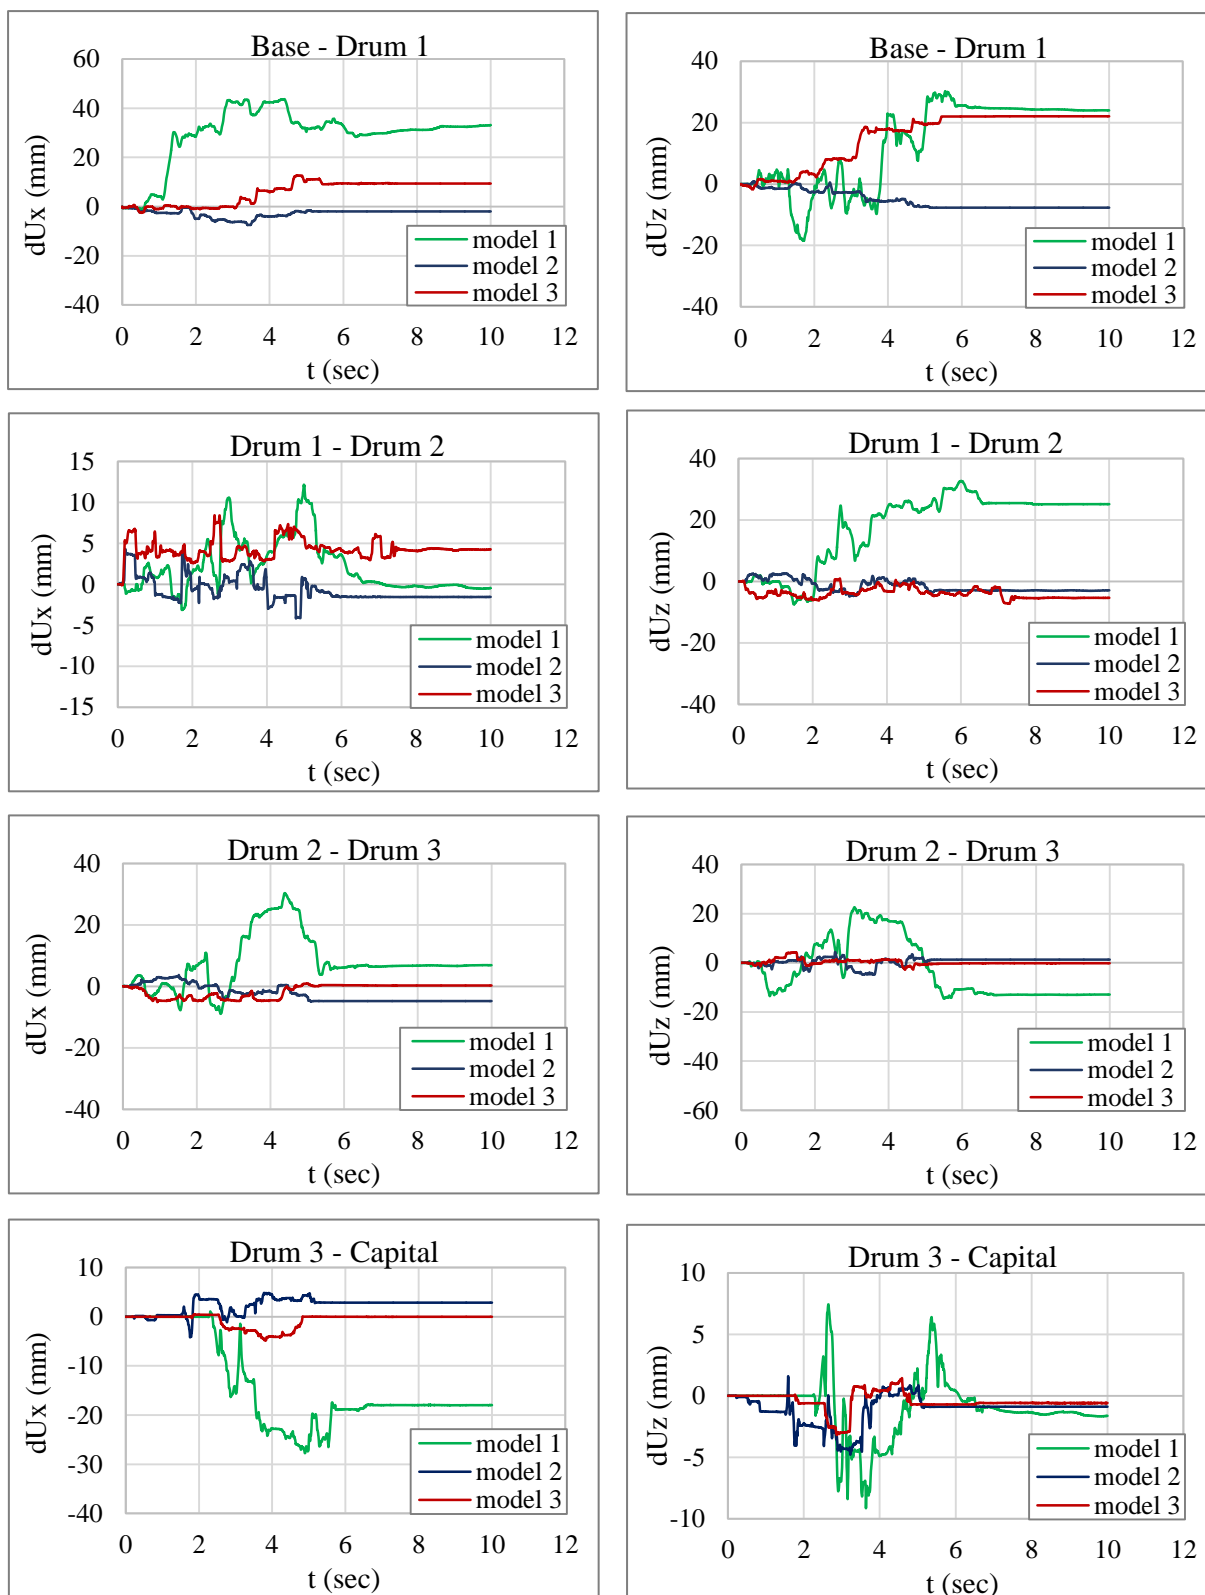 Base - Drum 1
dUx (mm)
60
40
20
0
-20
-40
model 1
model 2
model 3
0 2 4 6 8 10 12
t (sec)
Base - Drum 1
dUz (mm)
40
20
0
-20
-40
model 1
model 2
model 3
0 2 4 6 8 10 12
t (sec)
Drum 1 - Drum 2
dUx (mm)
15
10
5
0
-5
-10
-15
model 1
model 2
model 3
0 2 4 6 8 10 12
t (sec)
Drum 1 - Drum 2
dUz (mm)
40
20
0
-20
-40
model 1
model 2
model 3
0 2 4 6 8 10 12
t (sec)
Drum 2 - Drum 3
dUx (mm)
40
20
0
-20
-40
model 1
model 2
model 3
0 2 4 6 8 10 12
t (sec)
Drum 2 - Drum 3
dUz (mm)
40
20
0
-20
-40
-60
model 1
model 2
model 3
0 2 4 6 8 10 12
t (sec)
Drum 3 - Capital
dUx (mm)
10
0
-10
-20
-30
-40
model 1
model 2
model 3
0 2 4 6 8 10 12
t (sec)
Drum 3 - Capital
dUz (mm)
10
5
0
-5
-10
model 1
model 2
model 3
0 2 4 6 8 10 12
t (sec)